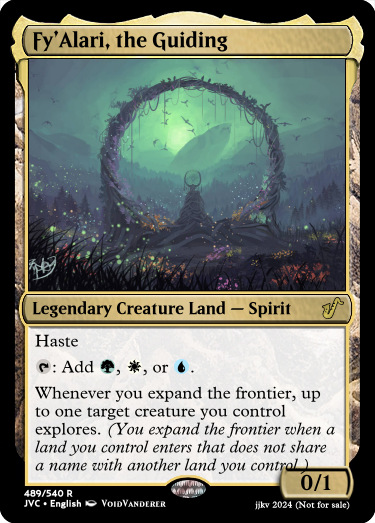 Fy'Alari, the Guiding
Legendary Creature Land — Spirit
Haste
: Add , , or .
Whenever you expand the frontier, up
to one target creature you control
explores. (You expand the frontier when a
land you control enters that does not share
a name with another land you control.)
0/1
489/540 R
JVC • English VoidVanderer
jjkv 2024 (Not for sale)